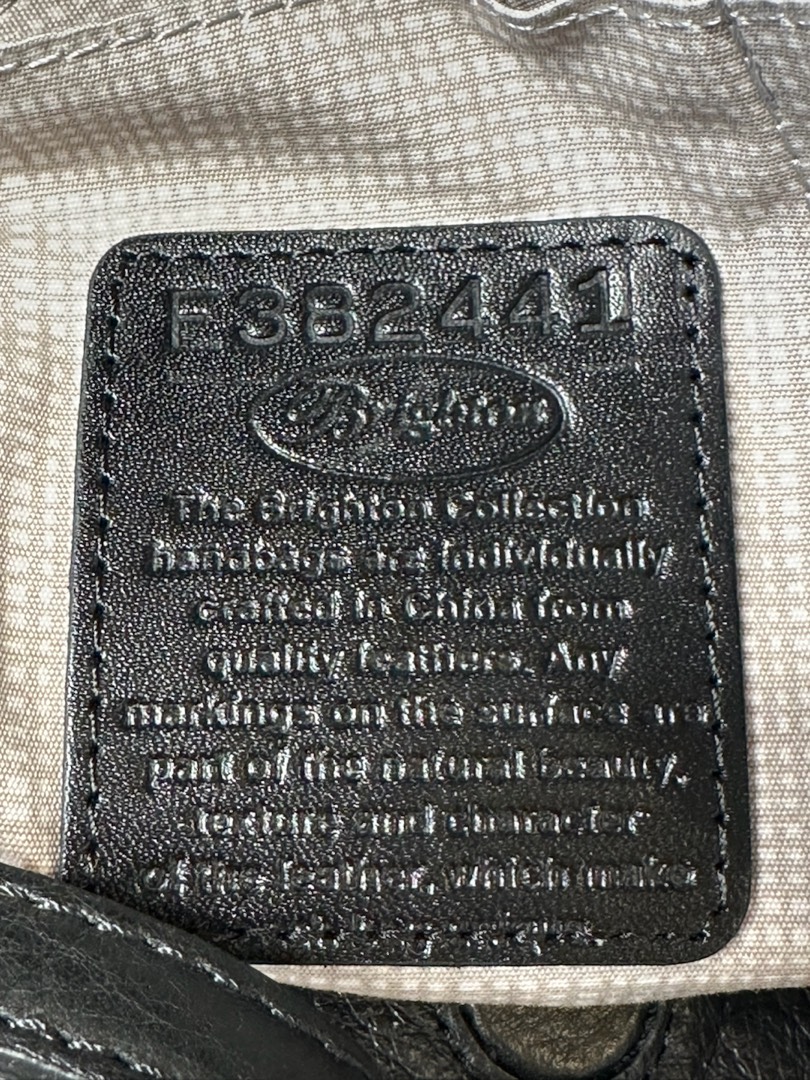 E382441
Brighton
The Brighton Collection
handbags are individually
crafted in China from
quality leathers. Any
markings on the surface are
part of the natural beauty,
texture and character
of the leather, which make